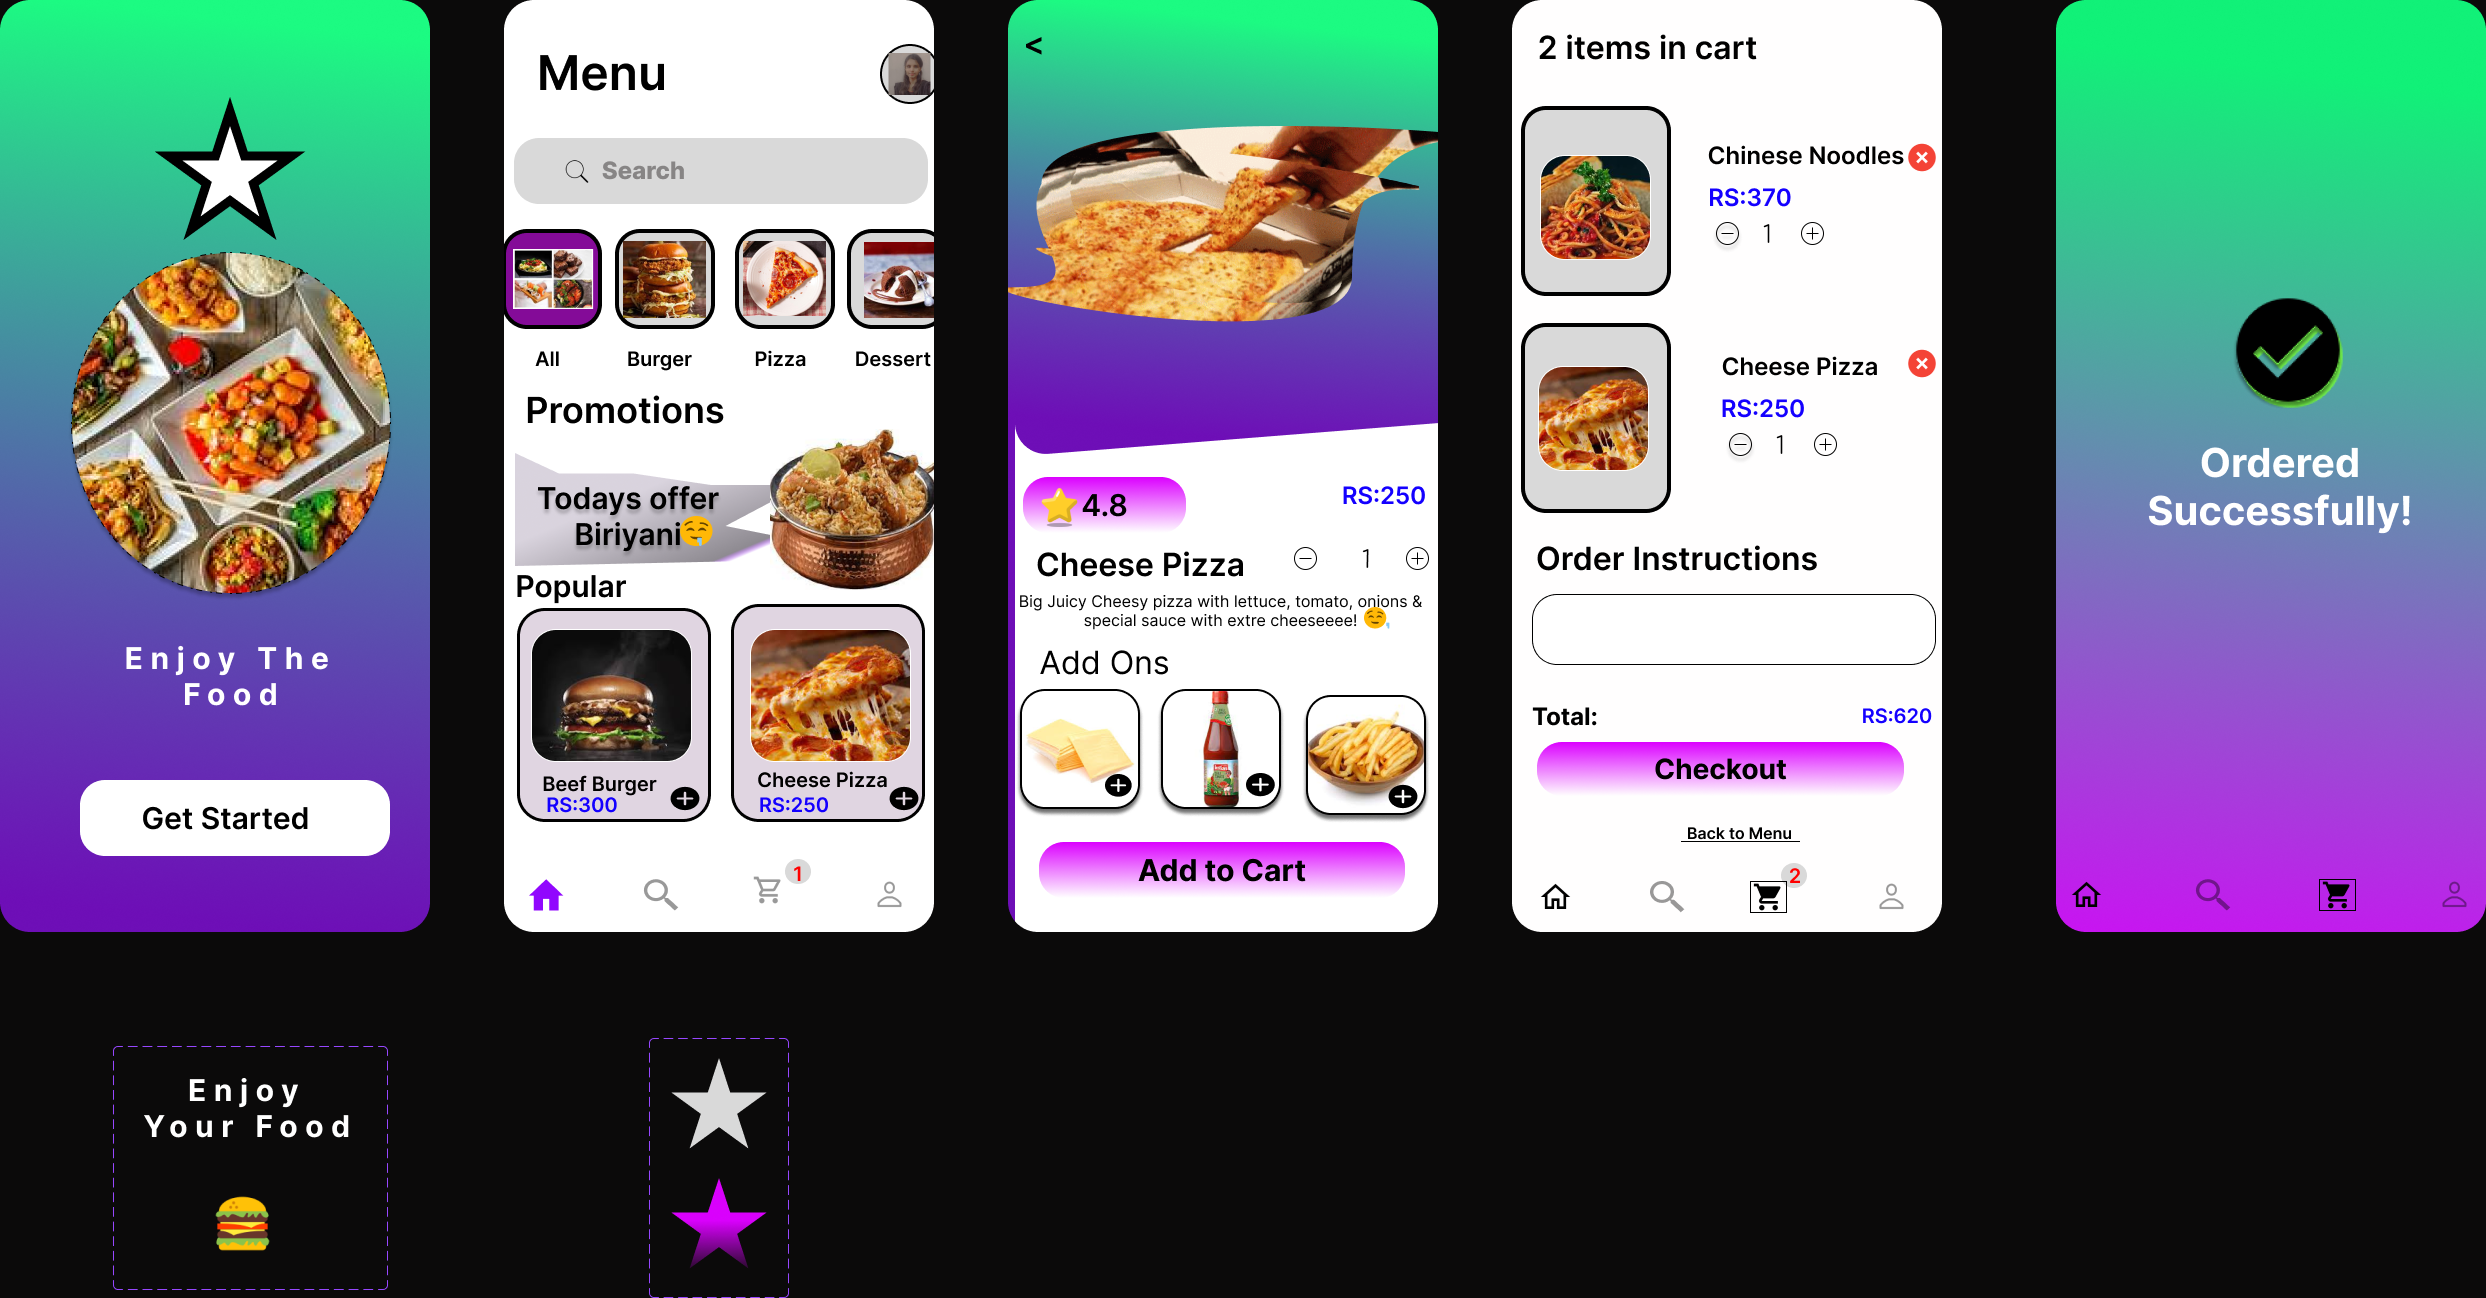 Enjoy The
Food
Get Started
Menu
Search
All
Burger
Pizza
Dessert
Promotions
Todays offer
Biriyani
Popular
Beef Burger
RS:300
Cheese Pizza
RS:250
1
<
4.8
RS:250
Cheese Pizza
1
Big Juicy Cheesy pizza with lettuce, tomato, onions &
special sauce with extre cheeseeee!
Add Ons
Add to Cart
2 items in cart
Chinese Noodles
RS:370
1
Cheese Pizza
RS:250
1
Order Instructions
Total:
RS:620
Checkout
Back to Menu
2
Ordered
Successfully!
Enjoy
Your Food